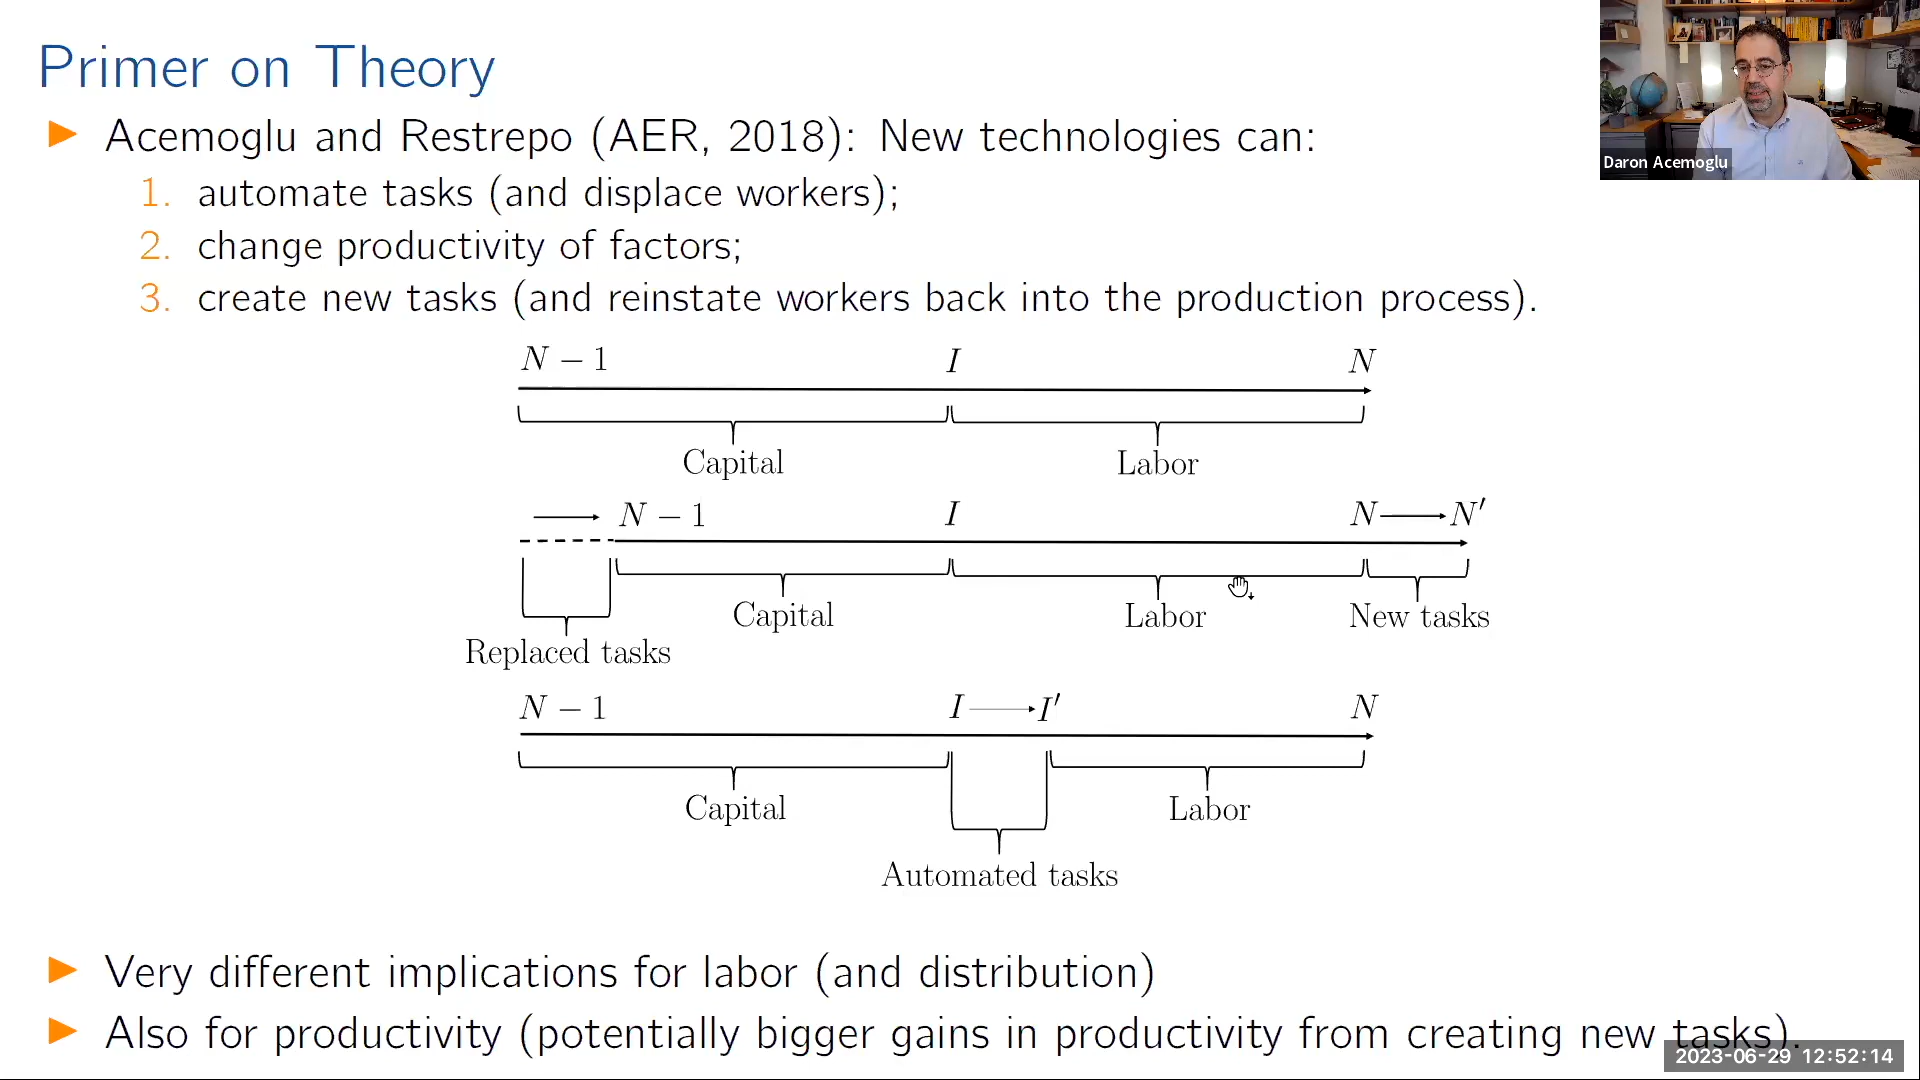 Primer on Theory
Daron Acemoglu
▶ Acemoglu and Restrepo (AER, 2018): New technologies can:
1. automate tasks (and displace workers);
2. change productivity of factors;
3. create new tasks (and reinstate workers back into the production process).
N − 1 I N
Capital Labor
N − 1 I N N′
Capital Labor New tasks
Replaced tasks
N − 1 I I′ N
Capital Labor
Automated tasks
▶ Very different implications for labor (and distribution)
▶ Also for productivity (potentially bigger gains in productivity from creating new tasks).
2023-06-29 12:52:14